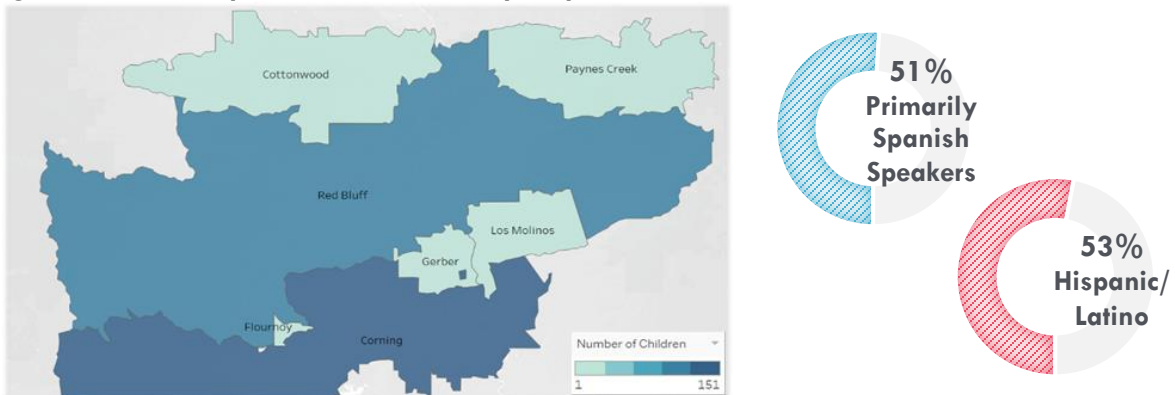 Cottonwood
Paynes Creek
Red Bluff
Los Molinos
Gerber
Flournoy
Corning
Number of Children
1 151
51%
Primarily
Spanish
Speakers
53%
Hispanic/
Latino